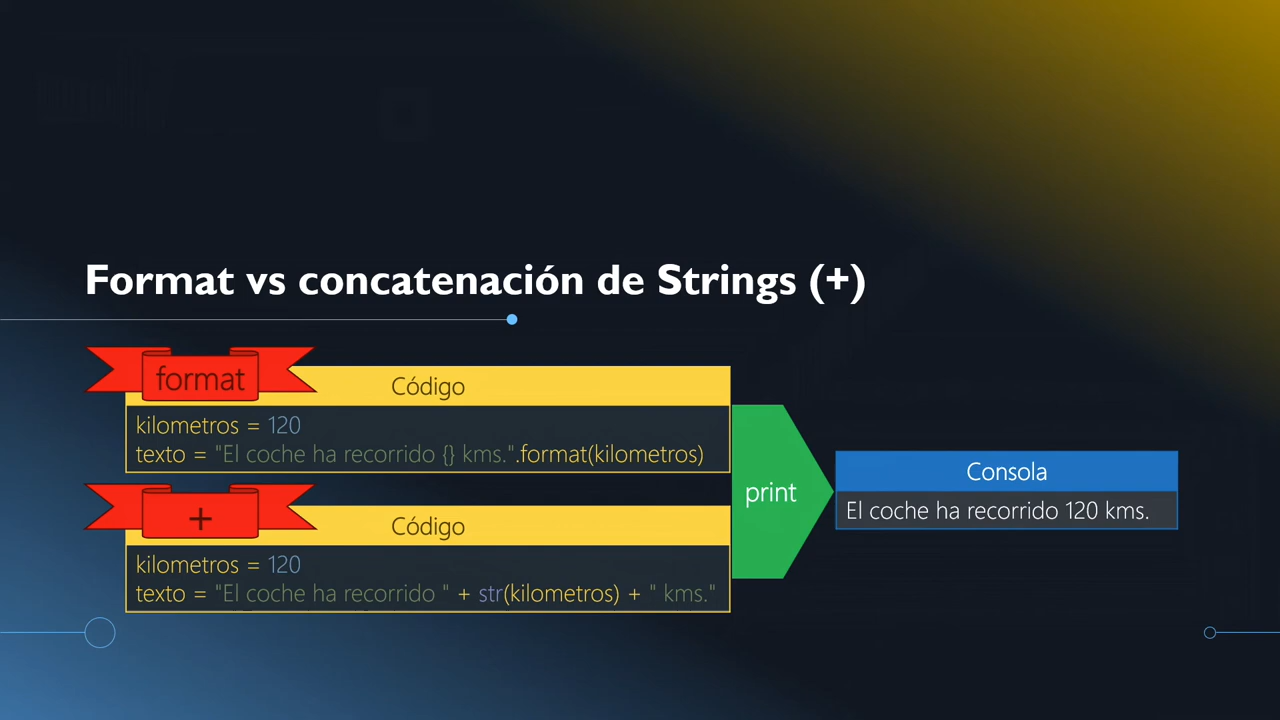 Format vs concatenación de Strings (+)
format
Código
kilometros = 120
texto = "El coche ha recorrido {} kms.".format(kilometros)
+
Código
kilometros = 120
texto = "El coche ha recorrido " + str(kilometros) + " kms."
print
Consola
El coche ha recorrido 120 kms.